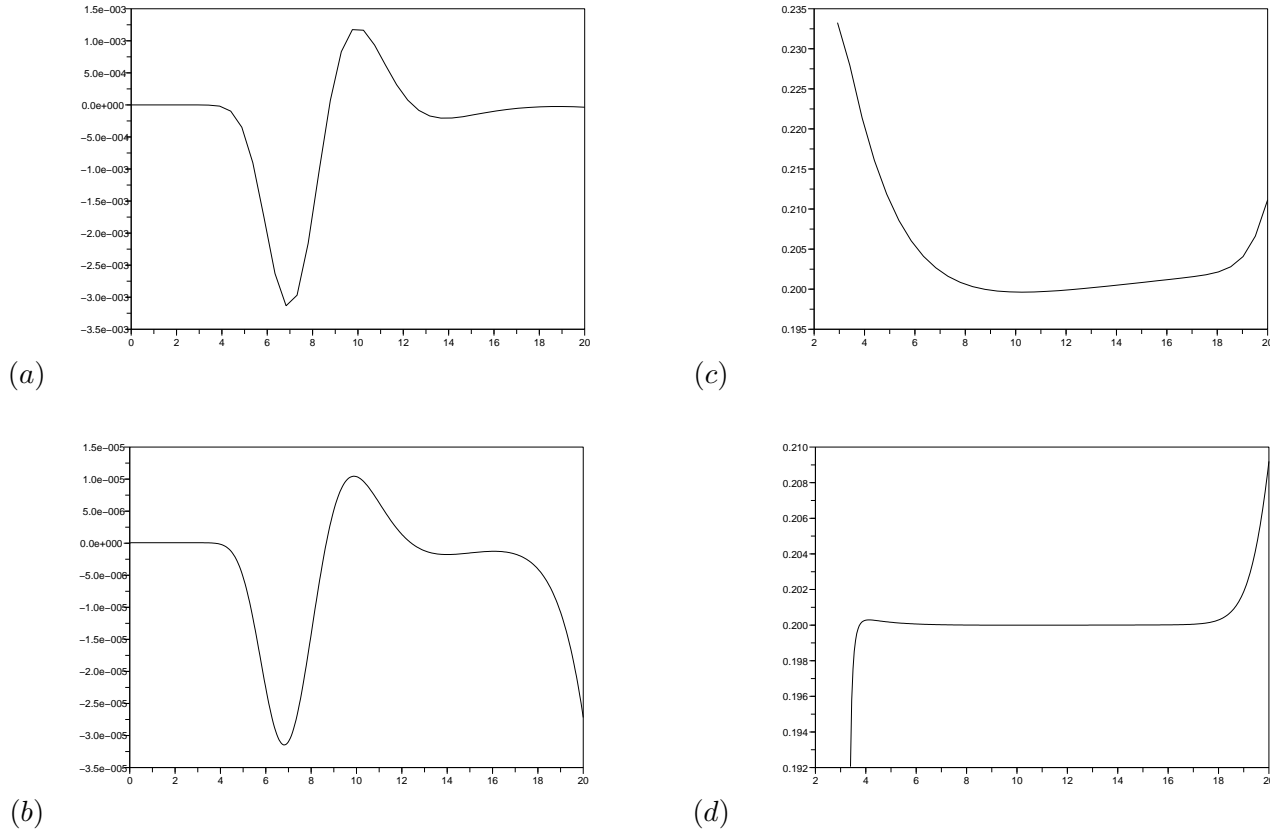 1.5e−003
1.0e−003
5.0e−004
0.0e+000
−5.0e−004
−1.0e−003
−1.5e−003
−2.0e−003
−2.5e−003
−3.0e−003
−3.5e−003
0 2 4 6 8 10 12 14 16 18 20
(a)
0.235
0.230
0.225
0.220
0.215
0.210
0.205
0.200
0.195
2 4 6 8 10 12 14 16 18 20
(c)
1.5e−005
1.0e−005
5.0e−006
0.0e+000
−5.0e−006
−1.0e−005
−1.5e−005
−2.0e−005
−2.5e−005
−3.0e−005
−3.5e−005
0 2 4 6 8 10 12 14 16 18 20
(b)
0.210
0.208
0.206
0.204
0.202
0.200
0.198
0.196
0.194
0.192
2 4 6 8 10 12 14 16 18 20
(d)